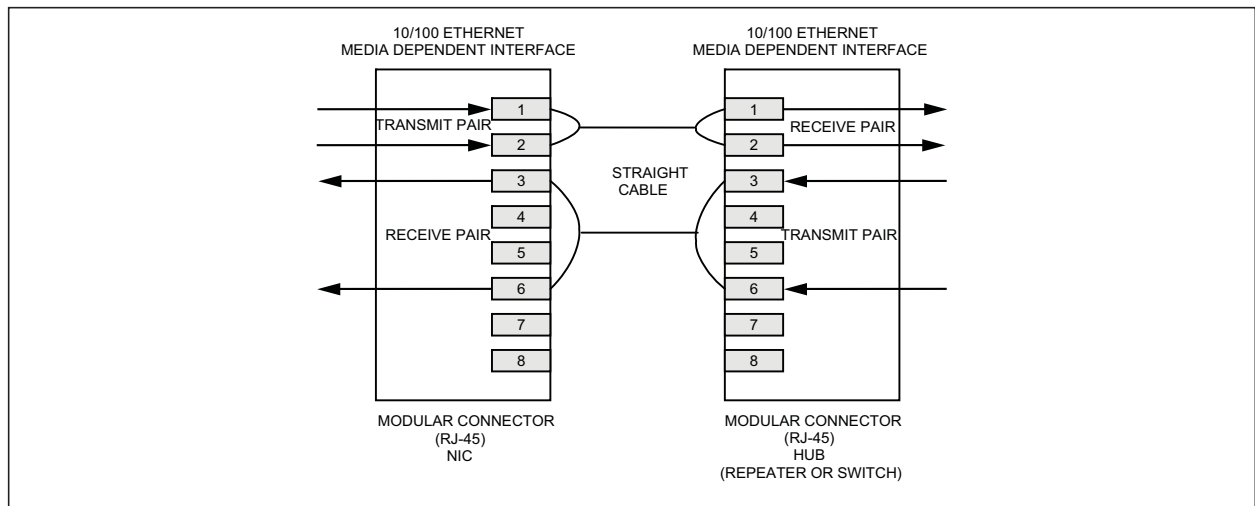 10/100 ETHERNET
MEDIA DEPENDENT INTERFACE
1
TRANSMIT PAIR
2
3
4
RECEIVE PAIR
5
6
7
8
MODULAR CONNECTOR
(RJ-45)
NIC
STRAIGHT
CABLE
10/100 ETHERNET
MEDIA DEPENDENT INTERFACE
1
RECEIVE PAIR
2
3
4
TRANSMIT PAIR
5
6
7
8
MODULAR CONNECTOR
(RJ-45)
HUB
(REPEATER OR SWITCH)